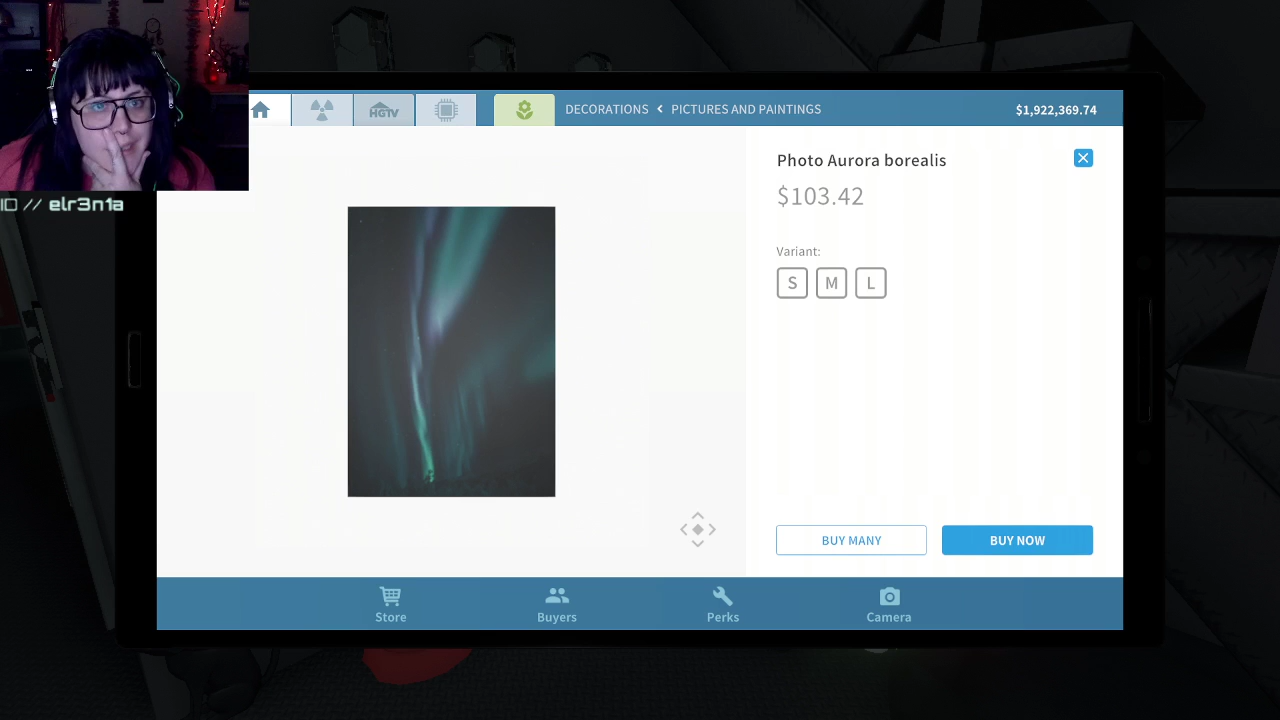 HGTV
DECORATIONS < PICTURES AND PAINTINGS
$1,922,369.74
Photo Aurora borealis
$103.42
Variant:
S M L
BUY MANY
BUY NOW
ID // elr3n1a
Store
Buyers
Perks
Camera